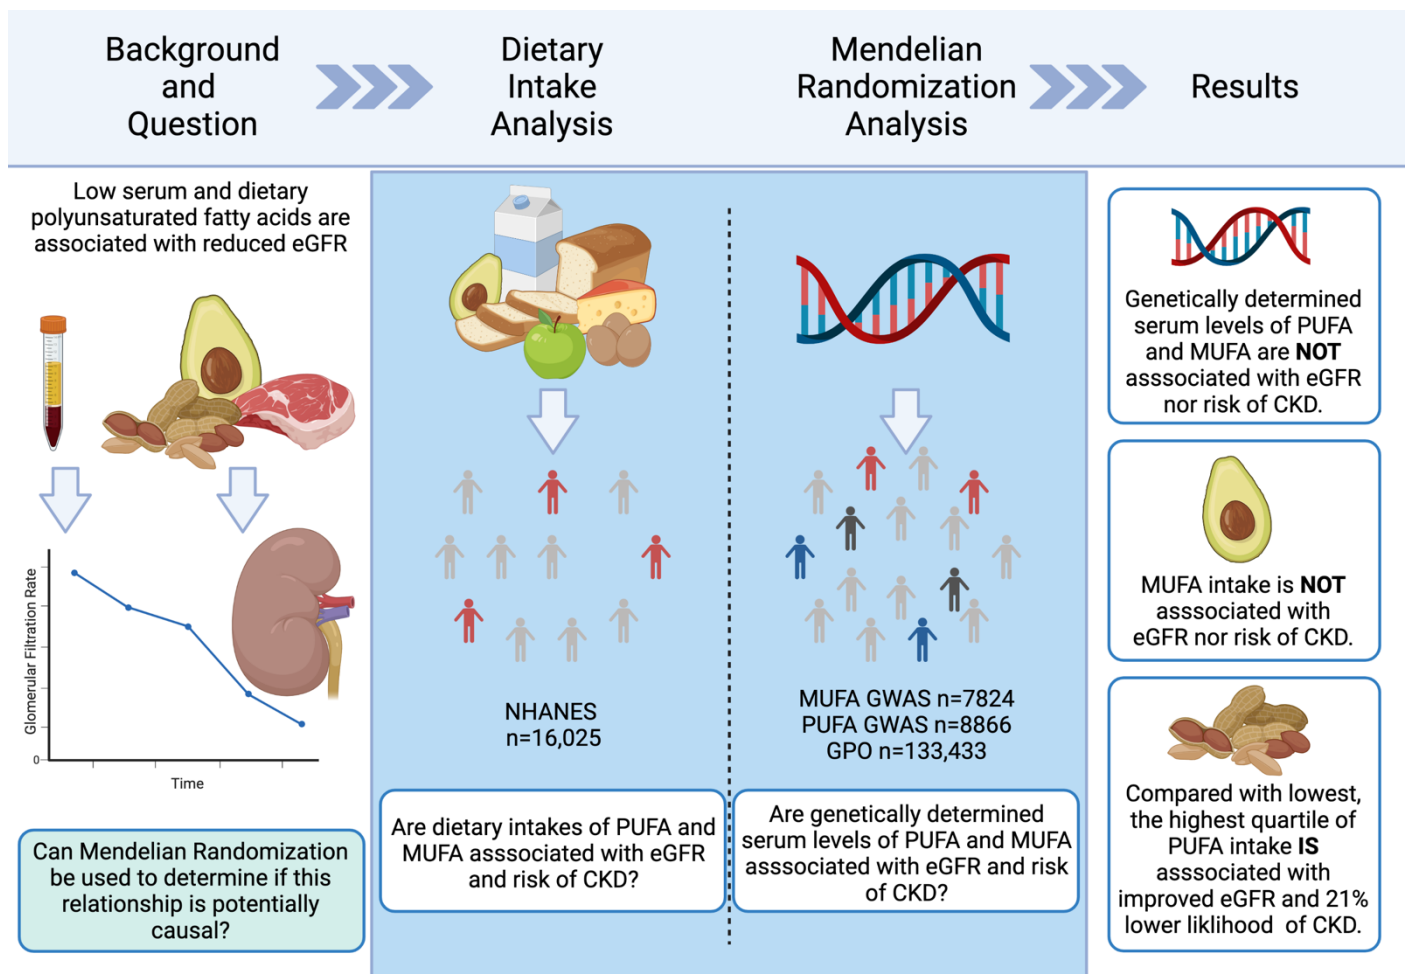 Background
and
Question
Dietary
Intake
Analysis
Mendelian
Randomization
Analysis
Results
Low serum and dietary
polyunsaturated fatty acids are
associated with reduced eGFR
Glomerular Filtration Rate
0
Time
Can Mendelian Randomization
be used to determine if this
relationship is potentially
causal?
NHANES
n=16,025
Are dietary intakes of PUFA and
MUFA asssociated with eGFR
and risk of CKD?
MUFA GWAS n=7824
PUFA GWAS n=8866
GPO n=133,433
Are genetically determined
serum levels of PUFA and MUFA
asssociated with eGFR and risk
of CKD?
Genetically determined
serum levels of PUFA
and MUFA are NOT
asssociated with eGFR
nor risk of CKD.
MUFA intake is NOT
asssociated with
eGFR nor risk of CKD.
Compared with lowest,
the highest quartile of
PUFA intake IS
asssociated with
improved eGFR and 21%
lower liklihood of CKD.